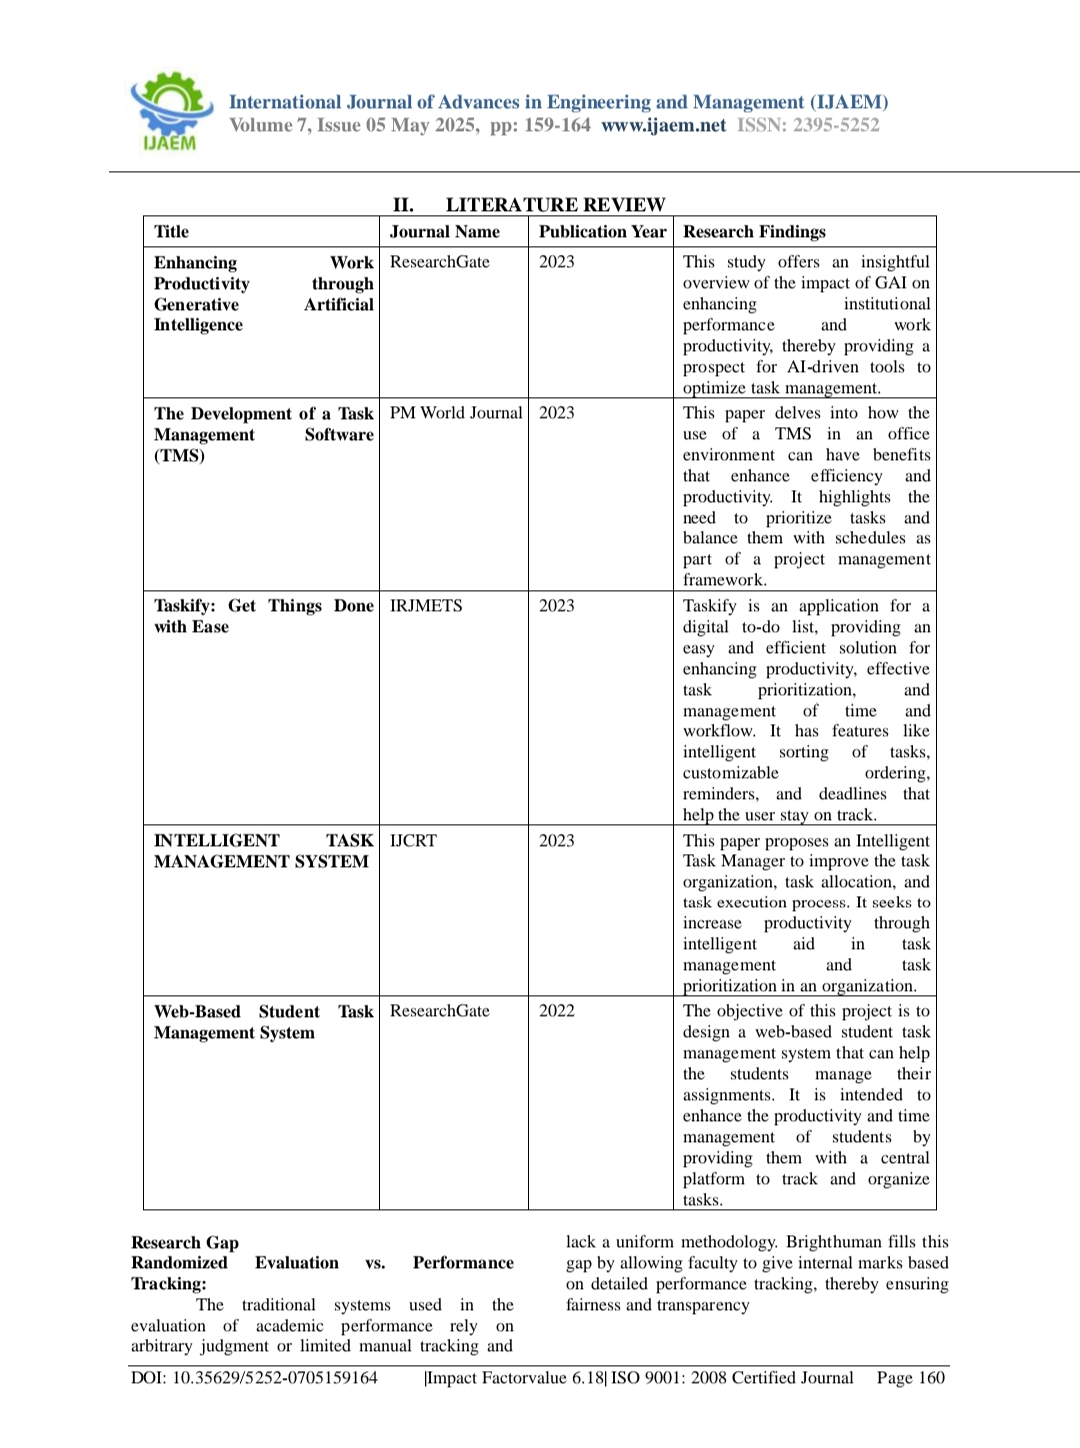 International Journal of Advances in Engineering and Management (IJAEM)
Volume 7, Issue 05 May 2025, pp: 159-164 www.ijaem.net ISSN: 2395-5252
IJAEM
II. LITERATURE REVIEW
Title Journal Name Publication Year Research Findings
Enhancing Work
Productivity through
Generative Artificial
Intelligence
ResearchGate
2023
This study offers an insightful
overview of the impact of GAI on
enhancing institutional
performance and work
productivity, thereby providing a
prospect for AI-driven tools to
optimize task management.
The Development of a Task
Management Software
(TMS)
PM World Journal
2023
This paper delves into how the
use of a TMS in an office
environment can have benefits
that enhance efficiency and
productivity. It highlights the
need to prioritize tasks and
balance them with schedules as
part of a project management
framework.
Taskify: Get Things Done
with Ease
IRJMETS
2023
Taskify is an application for a
digital to-do list, providing an
easy and efficient solution for
enhancing productivity, effective
task prioritization, and
management of time and
workflow. It has features like
intelligent sorting of tasks,
customizable ordering,
reminders, and deadlines that
help the user stay on track.
INTELLIGENT TASK
MANAGEMENT SYSTEM
IJCRT
2023
This paper proposes an Intelligent
Task Manager to improve the task
organization, task allocation, and
task execution process. It seeks to
increase productivity through
intelligent aid in task
management and task
prioritization in an organization.
Web-Based Student Task
Management System
ResearchGate
2022
The objective of this project is to
design a web-based student task
management system that can help
the students manage their
assignments. It is intended to
enhance the productivity and time
management of students by
providing them with a central
platform to track and organize
tasks.
Research Gap
Randomized Evaluation vs. Performance
Tracking:
The traditional systems used in the
evaluation of academic performance rely on
arbitrary judgment or limited manual tracking and
lack a uniform methodology. Brighthuman fills this
gap by allowing faculty to give internal marks based
on detailed performance tracking, thereby ensuring
fairness and transparency
DOI: 10.35629/5252-0705159164 |Impact Factorvalue 6.18| ISO 9001: 2008 Certified Journal Page 160